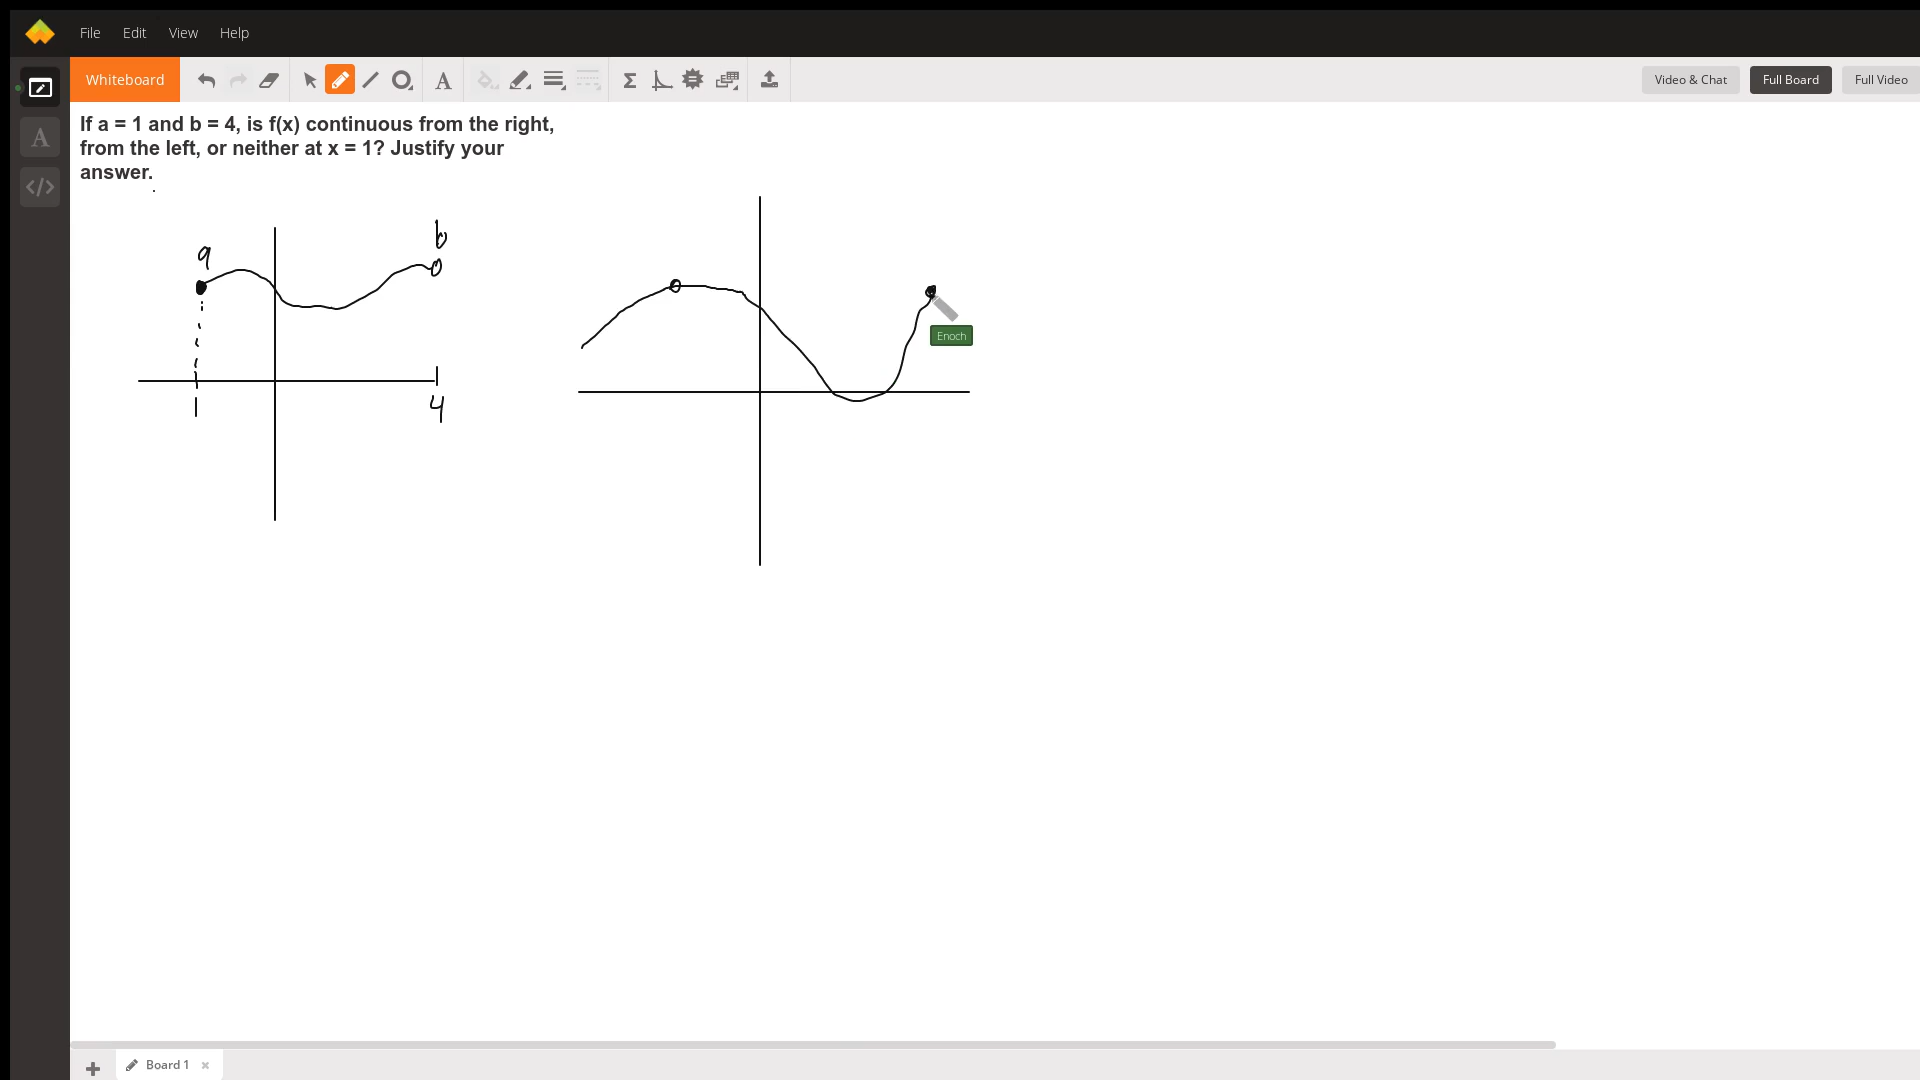 File Edit View Help
Whiteboard
Video & Chat Full Board Full Video
If a = 1 and b = 4, is f(x) continuous from the right,
from the left, or neither at x = 1? Justify your
answer.
a b
1 4
Enoch
Board 1